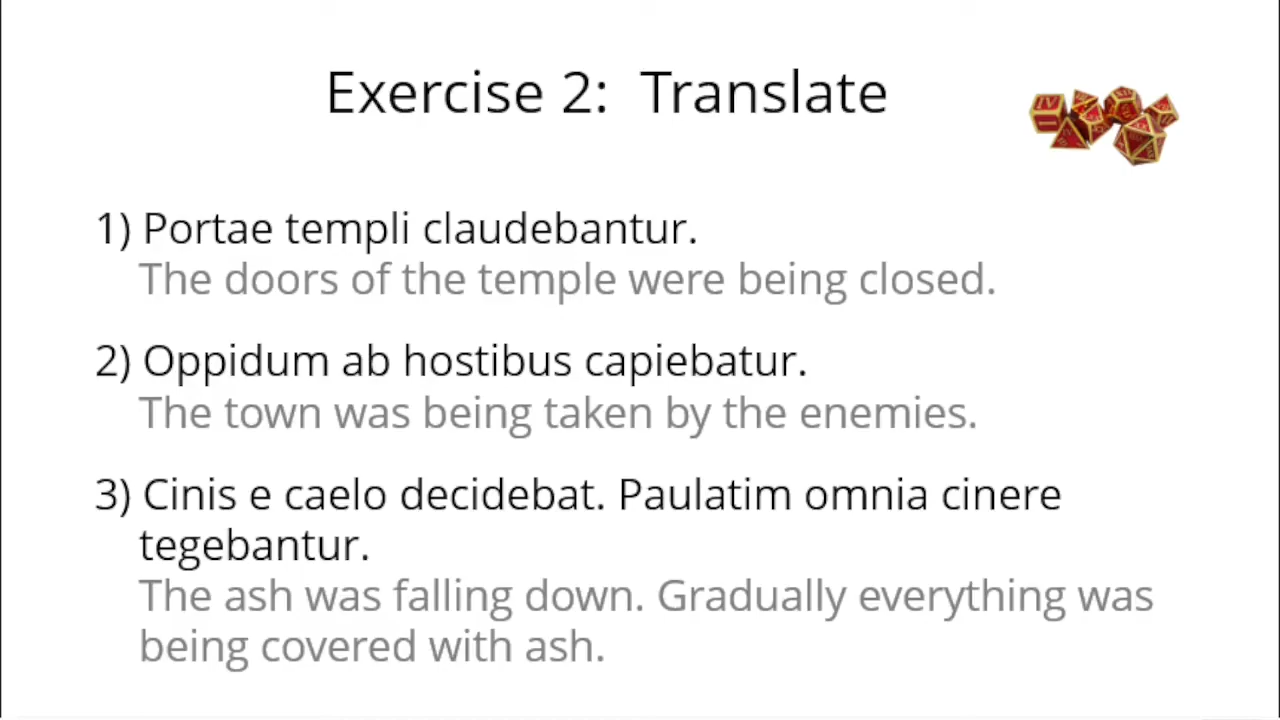 Exercise 2: Translate
1) Portae templi claudebantur.
The doors of the temple were being closed.
2) Oppidum ab hostibus capiebatur.
The town was being taken by the enemies.
3) Cinis e caelo decidebat. Paulatim omnia cinere
tegebantur.
The ash was falling down. Gradually everything was
being covered with ash.